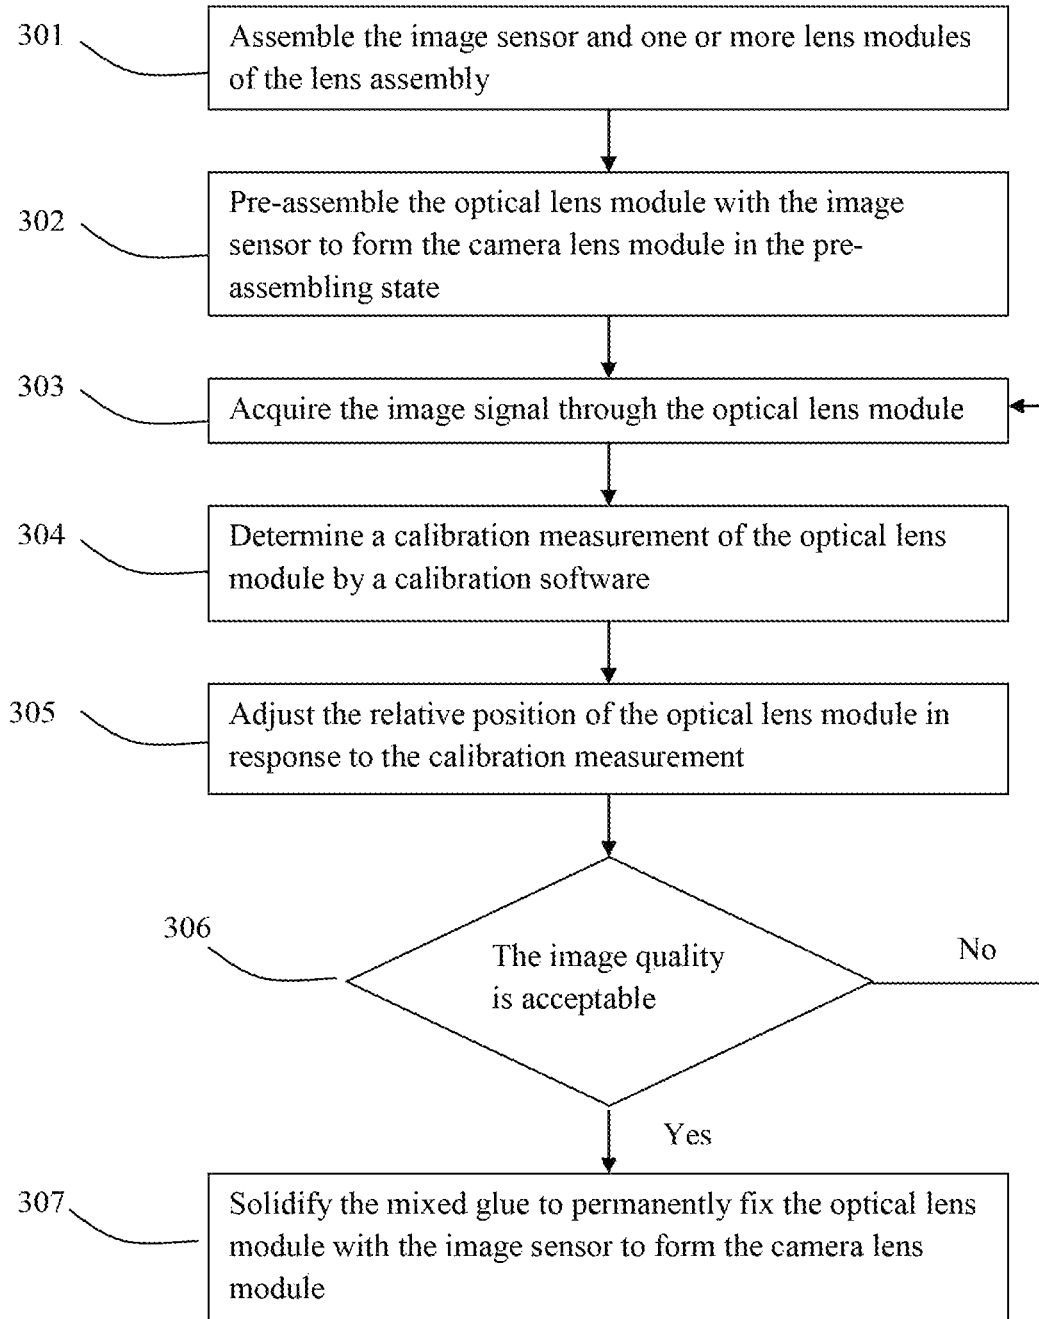 301
Assemble the image sensor and one or more lens modules
of the lens assembly
302
Pre-assemble the optical lens module with the image
sensor to form the camera lens module in the pre-
assembling state
303
Acquire the image signal through the optical lens module
304
Determine a calibration measurement of the optical lens
module by a calibration software
305
Adjust the relative position of the optical lens module in
response to the calibration measurement
306
The image quality
is acceptable
No
Yes
307
Solidify the mixed glue to permanently fix the optical lens
module with the image sensor to form the camera lens
module